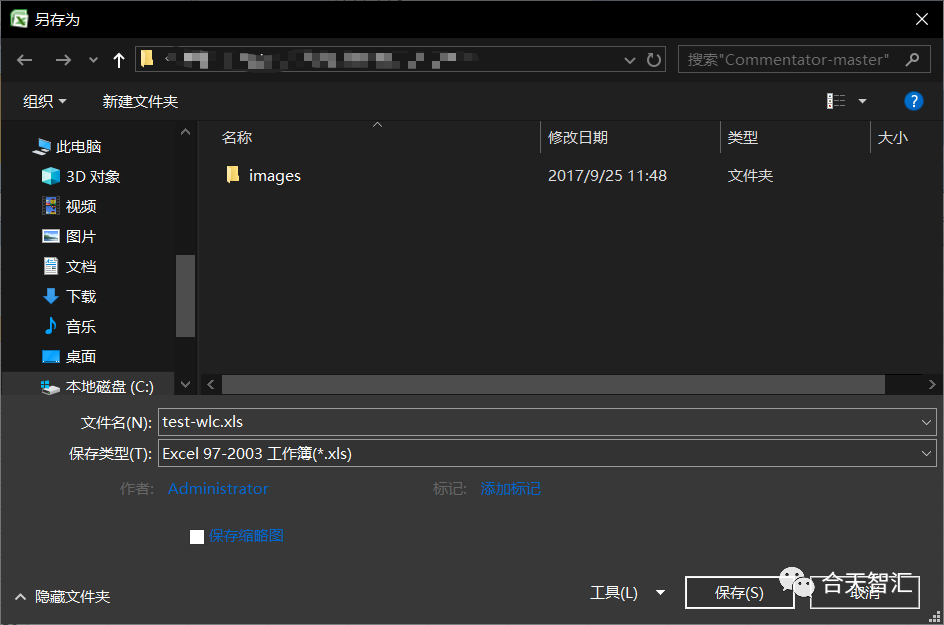 另存为
搜索"Commentator-master"
组织
新建文件夹
名称
修改日期
类型
大小
images
2017/9/25 11:48
文件夹
此电脑
3D 对象
视频
图片
文档
下载
音乐
桌面
本地磁盘 (C:)
文件名(N):
test-wlc.xls
保存类型(T):
Excel 97-2003 工作簿(*.xls)
作者:
Administrator
标记:
添加标记
保存缩略图
隐藏文件夹
工具(L)
保存(S)
取消
合天智汇